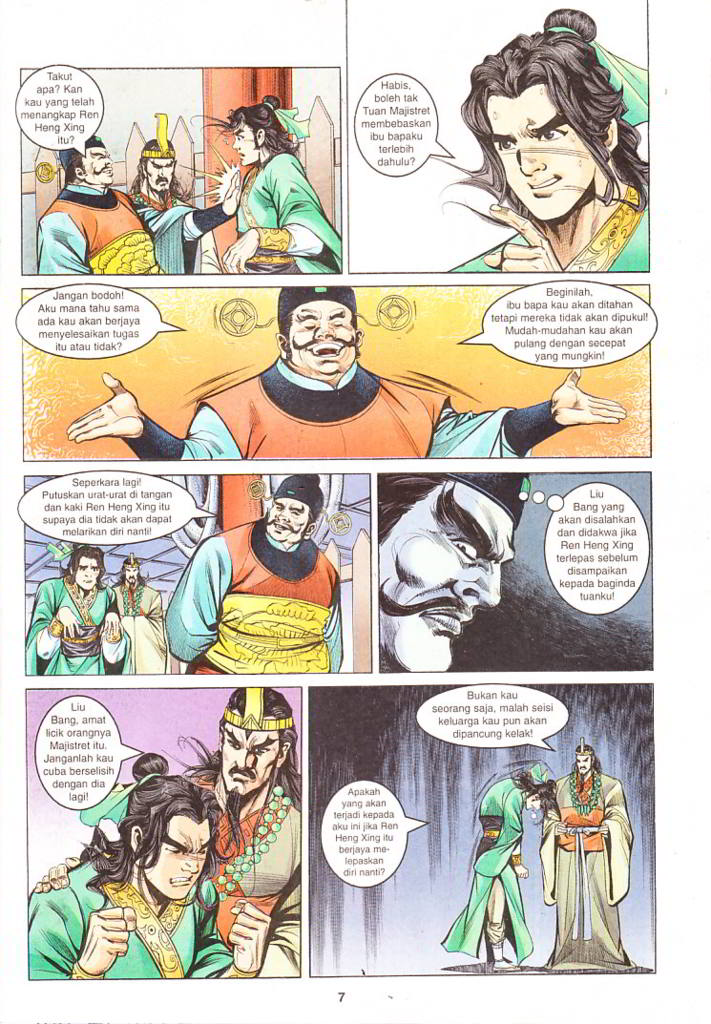 Takut
apa? Kan
kau yang telah
menangkap Ren
Heng Xing
itu?
Habis,
boleh tak
Tuan Majistret
membebaskan
ibu bapaku
terlebih
dahulu?
Jangan bodoh!
Aku mana tahu sama
ada kau akan berjaya
menyelesaikan tugas
itu atau tidak?
Beginilah,
ibu bapa kau akan ditahan
tetapi mereka tidak akan dipukul!
Mudah-mudahan kau akan
pulang dengan secepat
yang mungkin!
Seperkara lagi!
Putuskan urat-urat di tangan
dan kaki Ren Heng Xing itu
supaya dia tidak akan dapat
melarikan diri nanti!
Liu
Bang yang
akan disalahkan
dan didakwa jika
Ren Heng Xing
terlepas sebelum
disampaikan
kepada baginda
tuanku!
Liu
Bang, amat
licik orangnya
Majistret itu.
Janganlah kau
cuba berselisih
dengan dia
lagi!
Bukan kau
seorang saja, malah seisi
keluarga kau pun akan
dipancung kelak!
Apakah
yang akan
terjadi kepada
aku ini jika Ren
Heng Xing itu
berjaya me-
lepaskan
diri nanti?
7